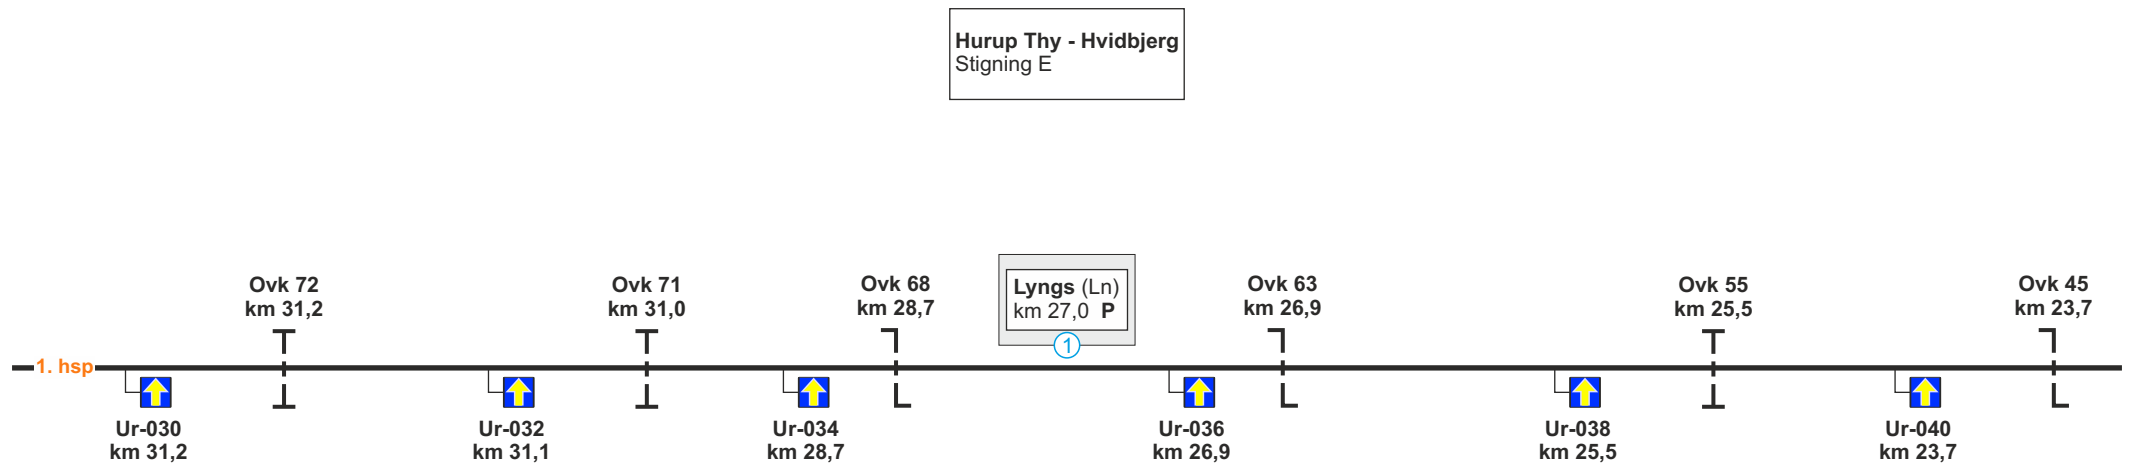 Hurup Thy - Hvidbjerg
Stigning E
Ovk 72
km 31,2
Ovk 71
km 31,0
Ovk 68
km 28,7
Lyngs (Ln)
km 27,0 P
1
Ovk 63
km 26,9
Ovk 55
km 25,5
Ovk 45
km 23,7
1. hsp
Ur-030
km 31,2
Ur-032
km 31,1
Ur-034
km 28,7
Ur-036
km 26,9
Ur-038
km 25,5
Ur-040
km 23,7